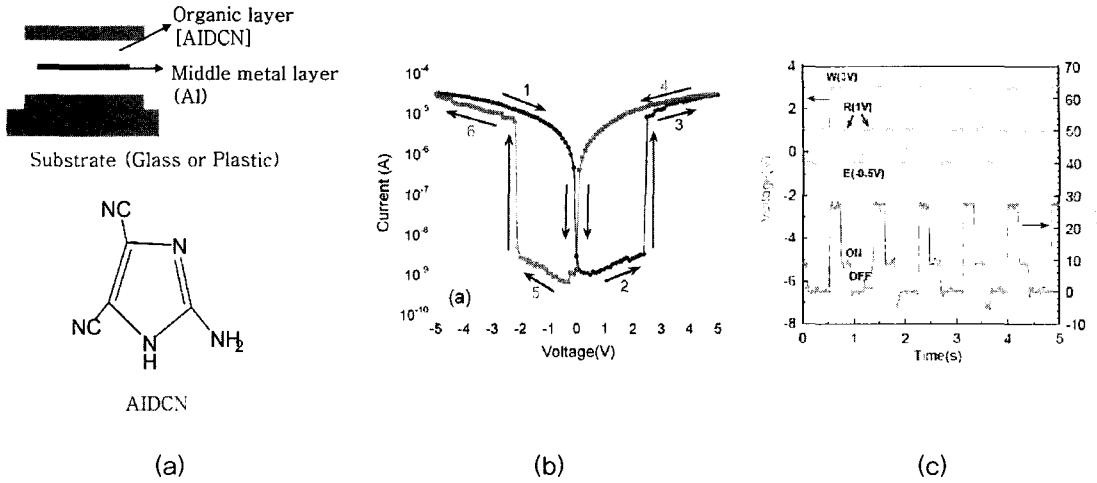 Organic layer
[AIDCN]
Middle metal layer
(Al)
Substrate (Glass or Plastic)
NC
N
NC
N
H
NH2
AIDCN
(a)
Current (A)
10-4
10-5
10-6
10-7
10-8
10-9
10-10
1
4
6
3
5
2
(a)
-5 -4 -3 -2 -1 0 1 2 3 4 5
Voltage(V)
(b)
4
2
0
-2
-4
-6
-8
W(3V)
R(1V)
E(-0.5V)
ON
OFF
70
60
50
40
30
20
10
0
-10
0 1 2 3 4 5
Time(s)
(c)